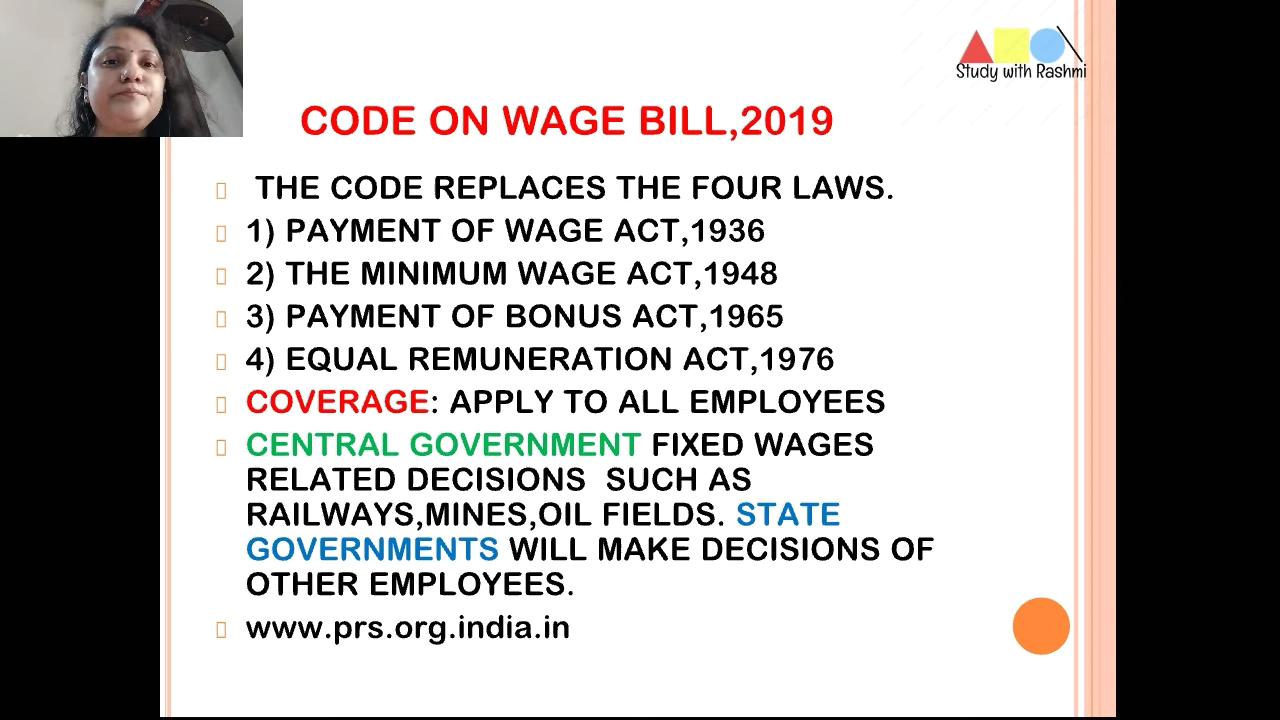 Study with Rashmi
CODE ON WAGE BILL,2019
THE CODE REPLACES THE FOUR LAWS.
1) PAYMENT OF WAGE ACT,1936
2) THE MINIMUM WAGE ACT,1948
3) PAYMENT OF BONUS ACT,1965
4) EQUAL REMUNERATION ACT,1976
COVERAGE: APPLY TO ALL EMPLOYEES
CENTRAL GOVERNMENT FIXED WAGES
RELATED DECISIONS SUCH AS
RAILWAYS,MINES,OIL FIELDS. STATE
GOVERNMENTS WILL MAKE DECISIONS OF
OTHER EMPLOYEES.
www.prs.org.india.in